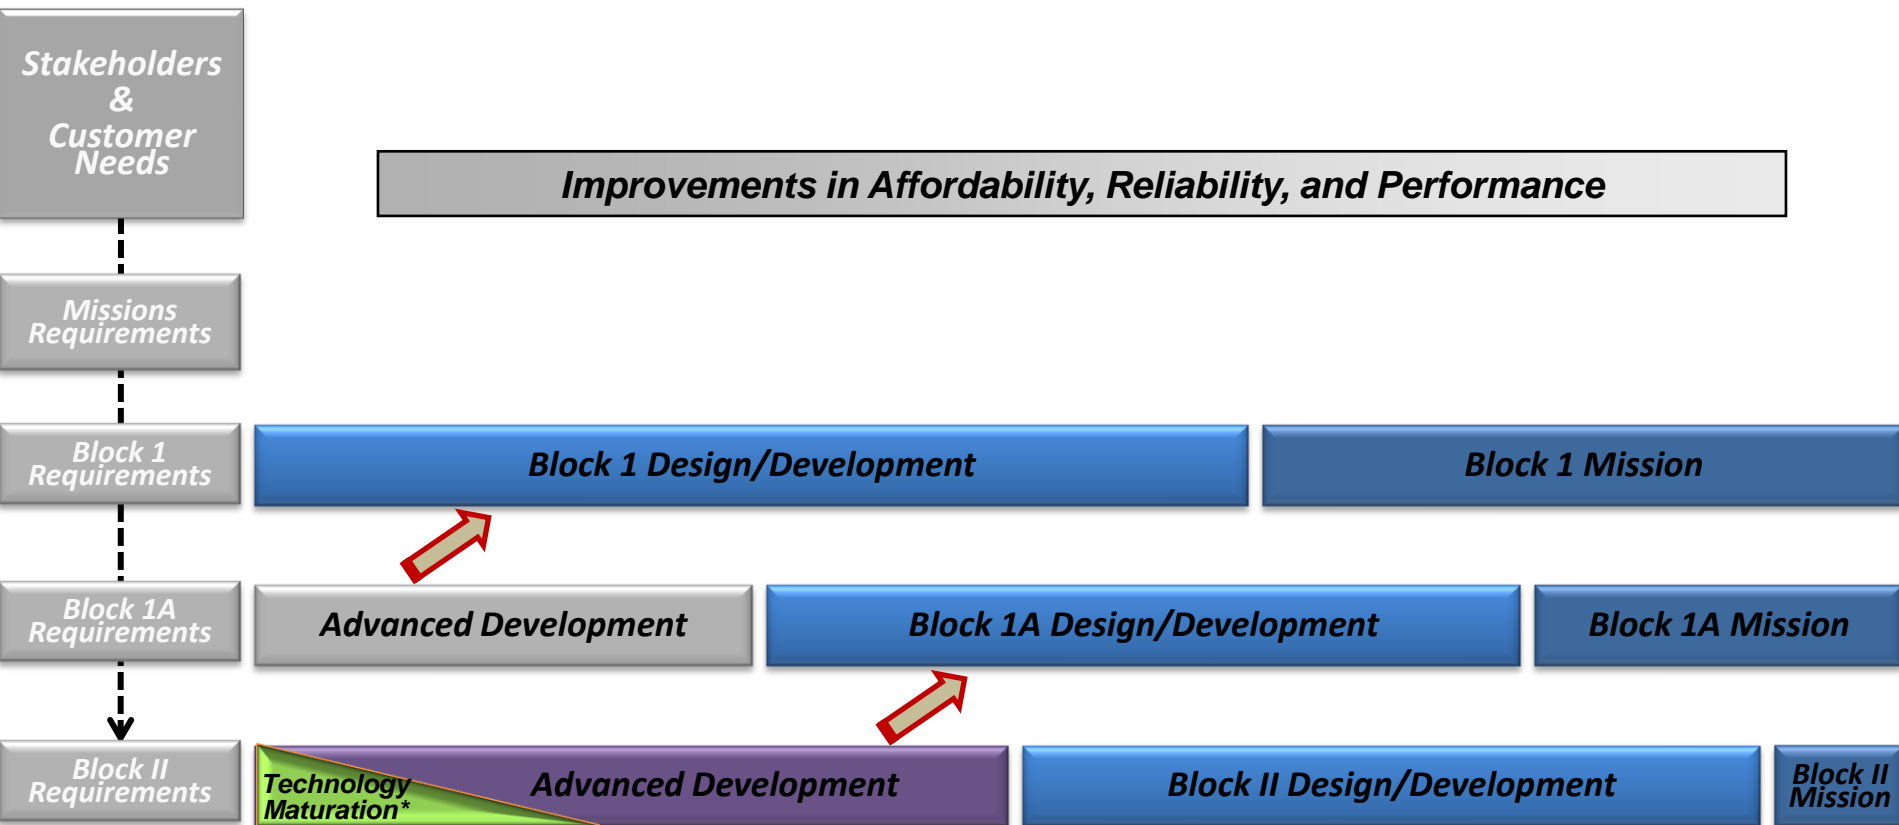 Stakeholders
&
Customer
Needs
Improvements in Affordability, Reliability, and Performance
Missions
Requirements
Block 1
Requirements
Block 1 Design/Development
Block 1 Mission
Block 1A
Requirements
Advanced Development
Block 1A Design/Development
Block 1A Mission
Block II
Requirements
Technology
Maturation*
Advanced Development
Block II Design/Development
Block II
Mission